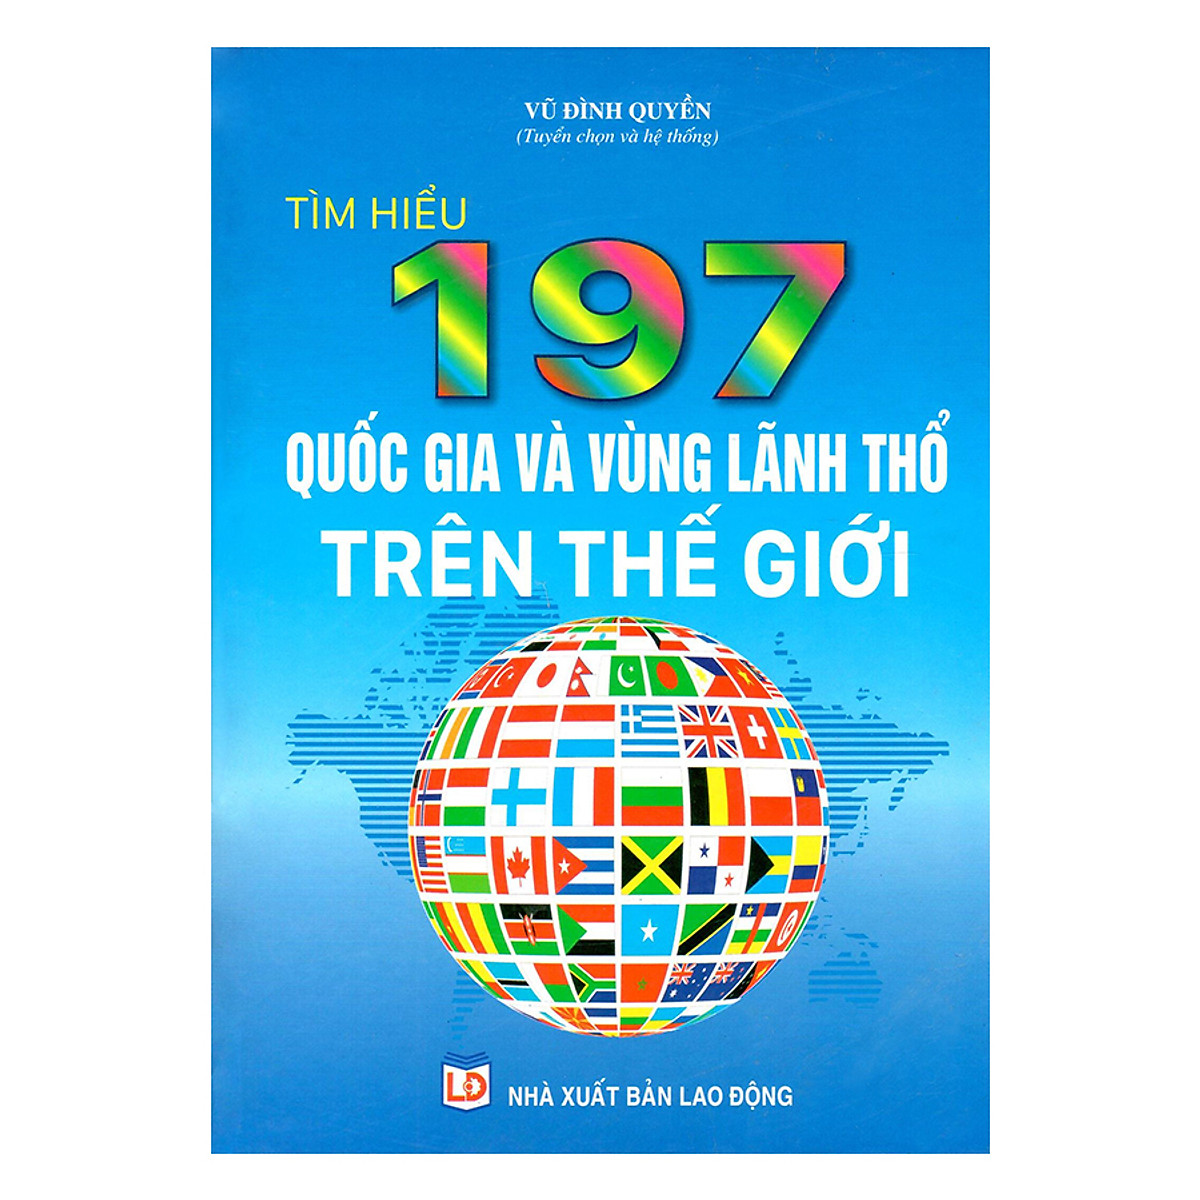 VŨ ĐÌNH QUYỀN
(Tuyển chọn và hệ thống)
TÌM HIỂU
197
QUỐC GIA VÀ VÙNG LÃNH THỔ
TRÊN THẾ GIỚI
LĐ
NHÀ XUẤT BẢN LAO ĐỘNG